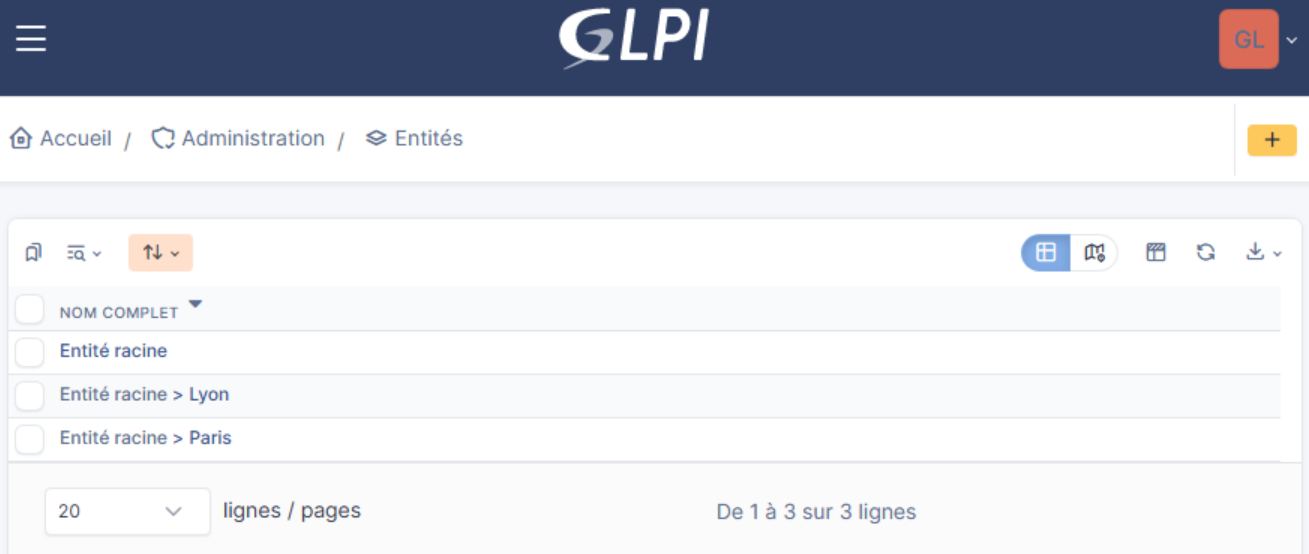 GLPI
GL
Accueil / Administration / Entités
+
NOM COMPLET
Entité racine
Entité racine > Lyon
Entité racine > Paris
20 lignes / pages De 1 à 3 sur 3 lignes